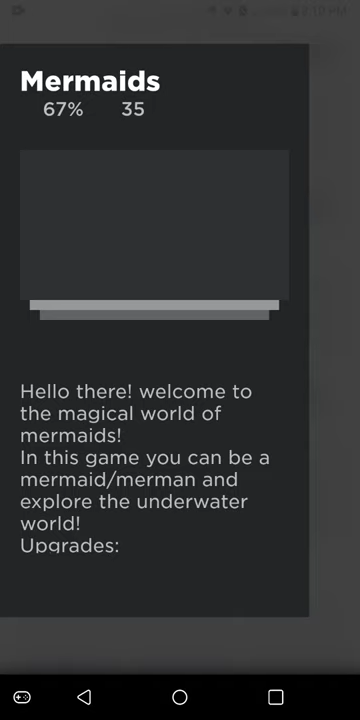 Mermaids
67% 35
Hello there! welcome to
the magical world of
mermaids!
In this game you can be a
mermaid/merman and
explore the underwater
world!
Upgrades: